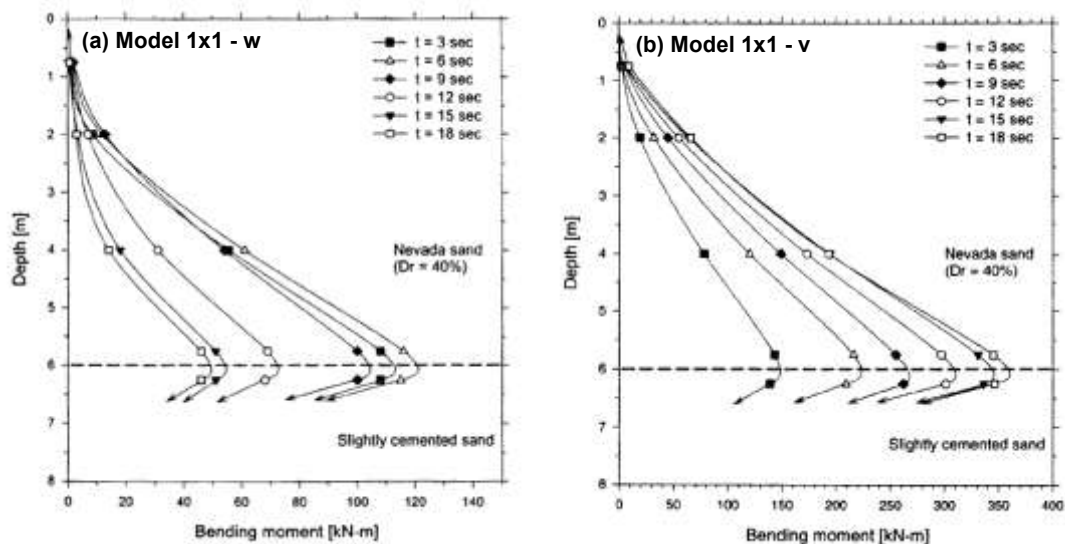 (a) Model 1x1 - w
t = 3 sec
t = 6 sec
t = 9 sec
t = 12 sec
t = 15 sec
t = 18 sec
Nevada sand
(Dr = 40%)
Slightly cemented sand
Depth [m]
0
1
2
3
4
5
6
7
8
0
20
40
60
80
100
120
140
Bending moment [kN-m]
(b) Model 1x1 - v
t = 3 sec
t = 6 sec
t = 9 sec
t = 12 sec
t = 15 sec
t = 18 sec
Nevada sand
(Dr = 40%)
Slightly cemented sand
Depth [m]
0
1
2
3
4
5
6
7
8
0
50
100
150
200
250
300
350
400
Bending moment [kN-m]